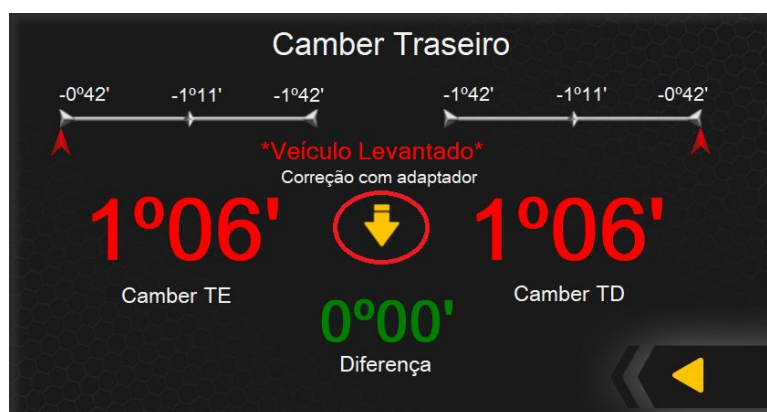 Camber Traseiro
-0º42' -1º11' -1º42' -1º42' -1º11' -0º42'
*Veículo Levantado*
Correção com adaptador
1º06' 1º06'
Camber TE Camber TD
0º00'
Diferença